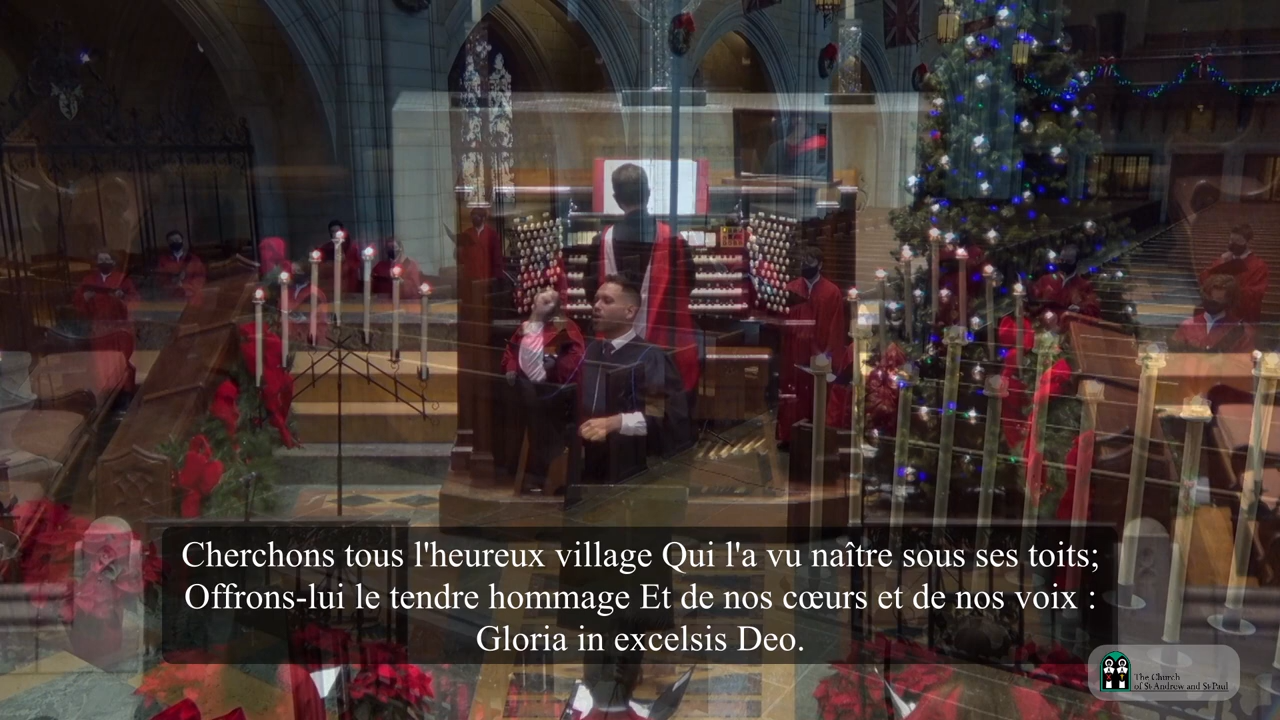 Cherchons tous l'heureux village Qui l'a vu naître sous ses toits;
Offrons-lui le tendre hommage Et de nos cœurs et de nos voix :
Gloria in excelsis Deo.
The Church
of St Andrew and St Paul